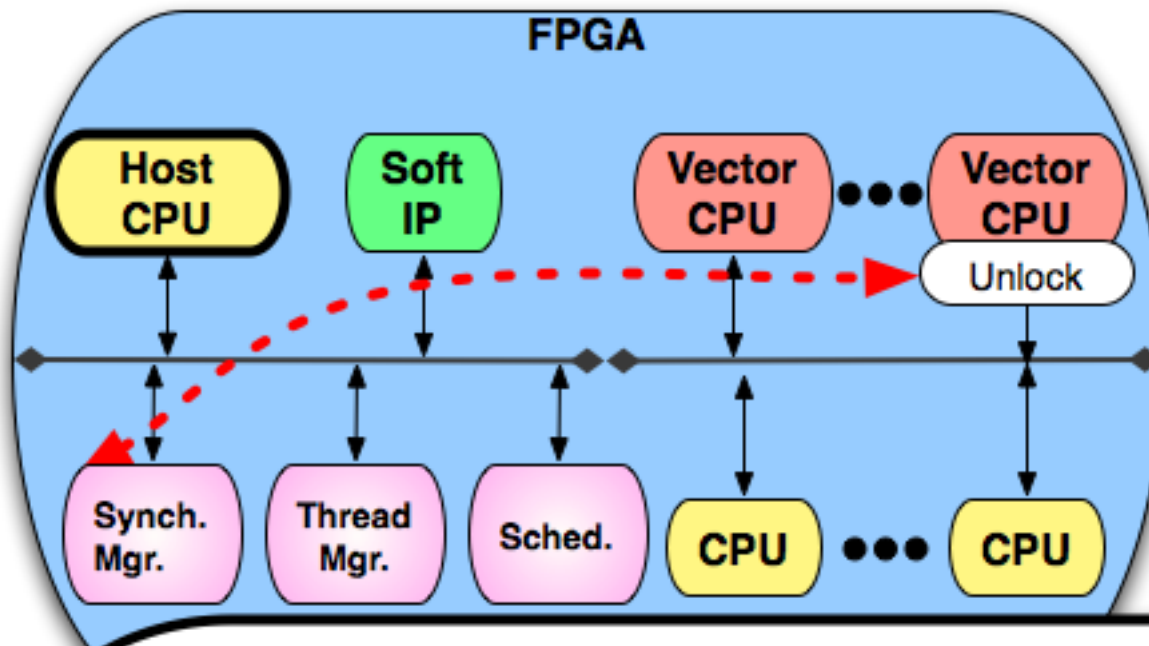 FPGA
Host
CPU
Soft
IP
Vector
CPU
Vector
CPU
Unlock
Synch.
Mgr.
Thread
Mgr.
Sched.
CPU
CPU